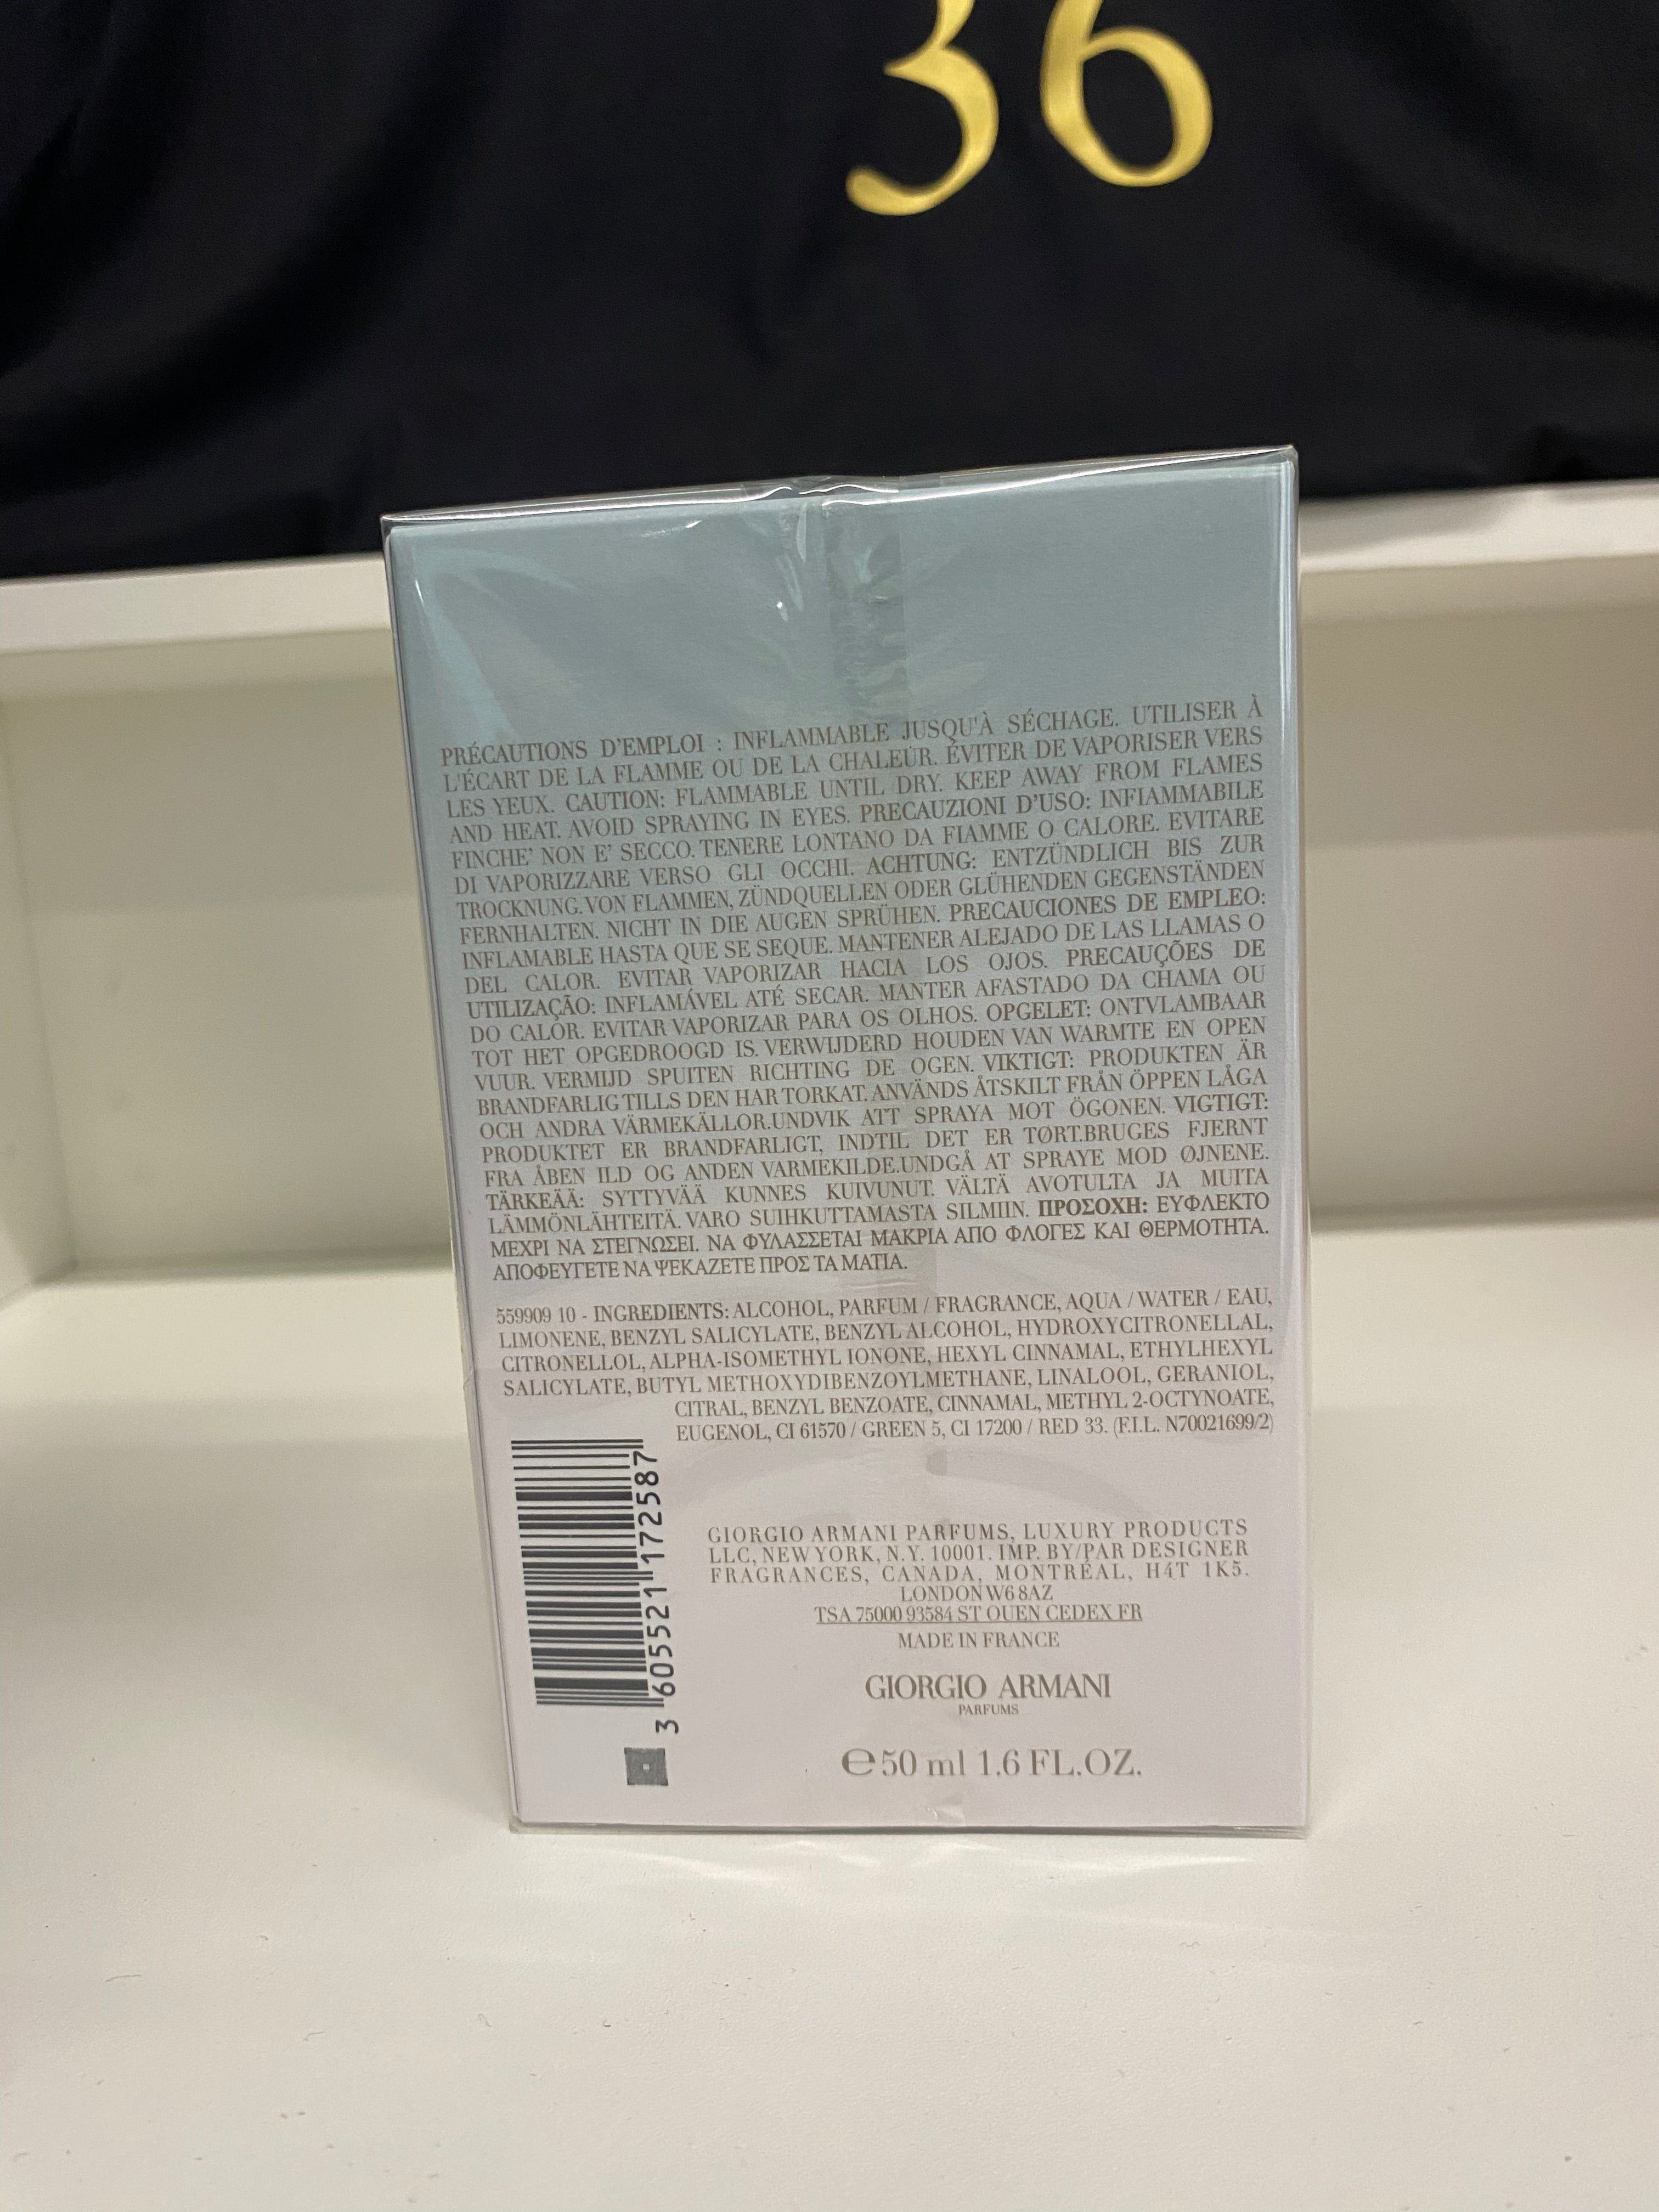 36
PRÉCAUTIONS D'EMPLOI : INFLAMMABLE JUSQU'À SÉCHAGE. UTILISER À
L'ÉCART DE LA FLAMME OU DE LA CHALEUR. ÉVITER DE VAPORISER VERS
LES YEUX. CAUTION: FLAMMABLE UNTIL DRY. KEEP AWAY FROM FLAMES
AND HEAT. AVOID SPRAYING IN EYES. PRECAUZIONI D'USO: INFIAMMABILE
FINCHE' NON E' SECCO. TENERE LONTANO DA FIAMME O CALORE. EVITARE
DI VAPORIZZARE VERSO GLI OCCHI. ACHTUNG: ENTZÜNDLICH BIS ZUR
TROCKNUNG. VON FLAMMEN, ZÜNDQUELLEN ODER GLÜHENDEN GEGENSTÄNDEN
FERNHALTEN. NICHT IN DIE AUGEN SPRÜHEN. PRECAUCIONES DE EMPLEO:
INFLAMABLE HASTA QUE SE SEQUE. MANTENER ALEJADO DE LAS LLAMAS O
DEL CALOR. EVITAR VAPORIZAR HACIA LOS OJOS. PRECAUÇÕES DE
UTILIZAÇÃO: INFLAMÁVEL ATÉ SECAR. MANTER AFASTADO DA CHAMA OU
DO CALOR. EVITAR VAPORIZAR PARA OS OLHOS. OPGELET: ONTVLAMBAAR
TOT HET OPGEDROOGD IS. VERWIJDERD HOUDEN VAN WARMTE EN OPEN
VUUR. VERMIJD SPUITEN RICHTING DE OGEN. VIKTIGT: PRODUKTEN ÄR
BRANDFARLIG TILLS DEN HAR TORKAT. ANVÄNDS ÅTSKILT FRÅN ÖPPEN LÅGA
OCH ANDRA VÄRMEKÄLLOR.UNDVIK ATT SPRAYA MOT ÖGONEN. VIGTIGT:
PRODUKTET ER BRANDFARLIGT, INDTIL DET ER TØRT.BRUGES FJERNT
FRA ÅBEN ILD OG ANDEN VARMEKILDE.UNDGÅ AT SPRAYE MOD ØJNENE.
TÄRKEÄÄ: SYTTYVÄÄ KUNNES KUIVUNUT. VÄLTÄ AVOTULTA JA MUITA
LÄMMÖNLÄHTEITÄ. VARO SUIHKUTTAMASTA SILMIIN. ΠΡΟΣΟΧΗ: ΕΥΦΛΕΚΤΟ
ΜΕΧΡΙ ΝΑ ΣΤΕΓΝΩΣΕΙ. ΝΑ ΦΥΛΑΣΣΕΤΑΙ ΜΑΚΡΙΑ ΑΠΟ ΦΛΟΓΕΣ ΚΑΙ ΘΕΡΜΟΤΗΤΑ.
ΑΠΟΦΕΥΓΕΤΕ ΝΑ ΨΕΚΑΖΕΤΕ ΠΡΟΣ ΤΑ ΜΑΤΙΑ.
559909 10 - INGREDIENTS: ALCOHOL, PARFUM / FRAGRANCE, AQUA / WATER / EAU,
LIMONENE, BENZYL SALICYLATE, BENZYL ALCOHOL, HYDROXYCITRONELLAL,
CITRONELLOL, ALPHA-ISOMETHYL IONONE, HEXYL CINNAMAL, ETHYLHEXYL
SALICYLATE, BUTYL METHOXYDIBENZOYLMETHANE, LINALOOL, GERANIOL,
CITRAL, BENZYL BENZOATE, CINNAMAL, METHYL 2-OCTYNOATE,
EUGENOL, CI 61570 / GREEN 5, CI 17200 / RED 33. (F.I.L. N70021699/2)
3 605521 172587
GIORGIO ARMANI PARFUMS, LUXURY PRODUCTS
LLC, NEW YORK, N.Y. 10001. IMP. BY/PAR DESIGNER
FRAGRANCES, CANADA, MONTRÉAL, H4T 1K5.
LONDON W6 8AZ
TSA 75000 93584 ST OUEN CEDEX FR
MADE IN FRANCE
GIORGIO ARMANI
PARFUMS
℮50 ml 1.6 FL.OZ.